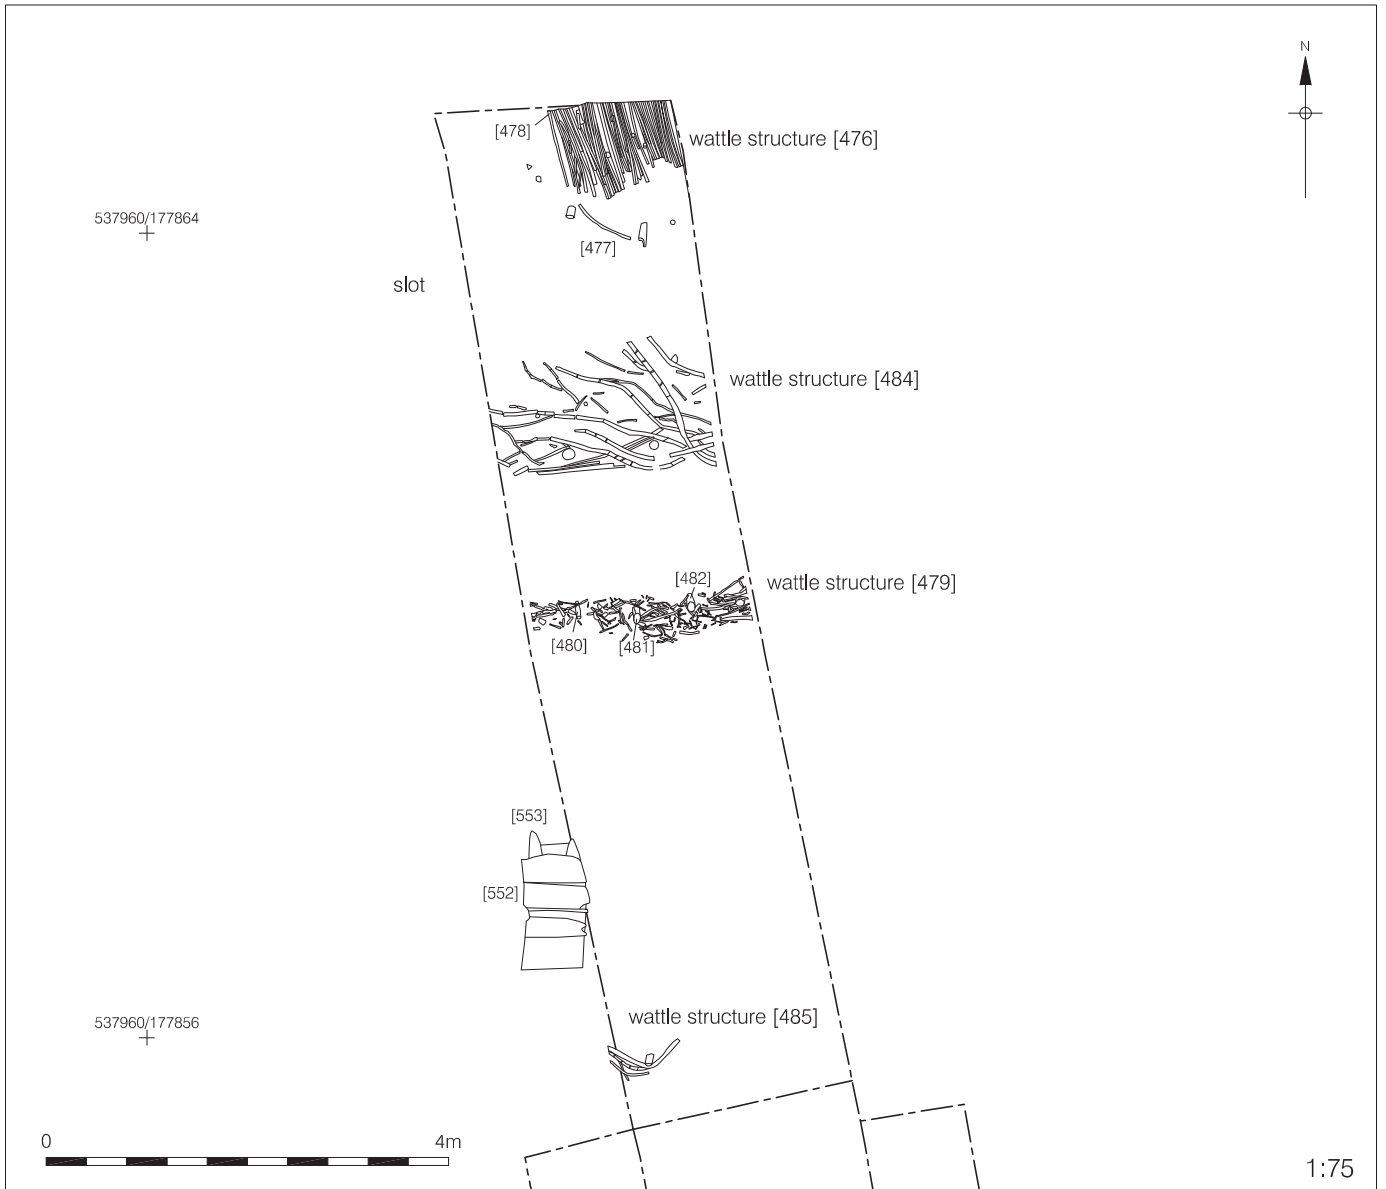 N
[478]
wattle structure [476]
537960/177864
[477]
slot
wattle structure [484]
[482]
wattle structure [479]
[480]
[481]
[553]
[552]
537960/177856
wattle structure [485]
0
4m
1:75